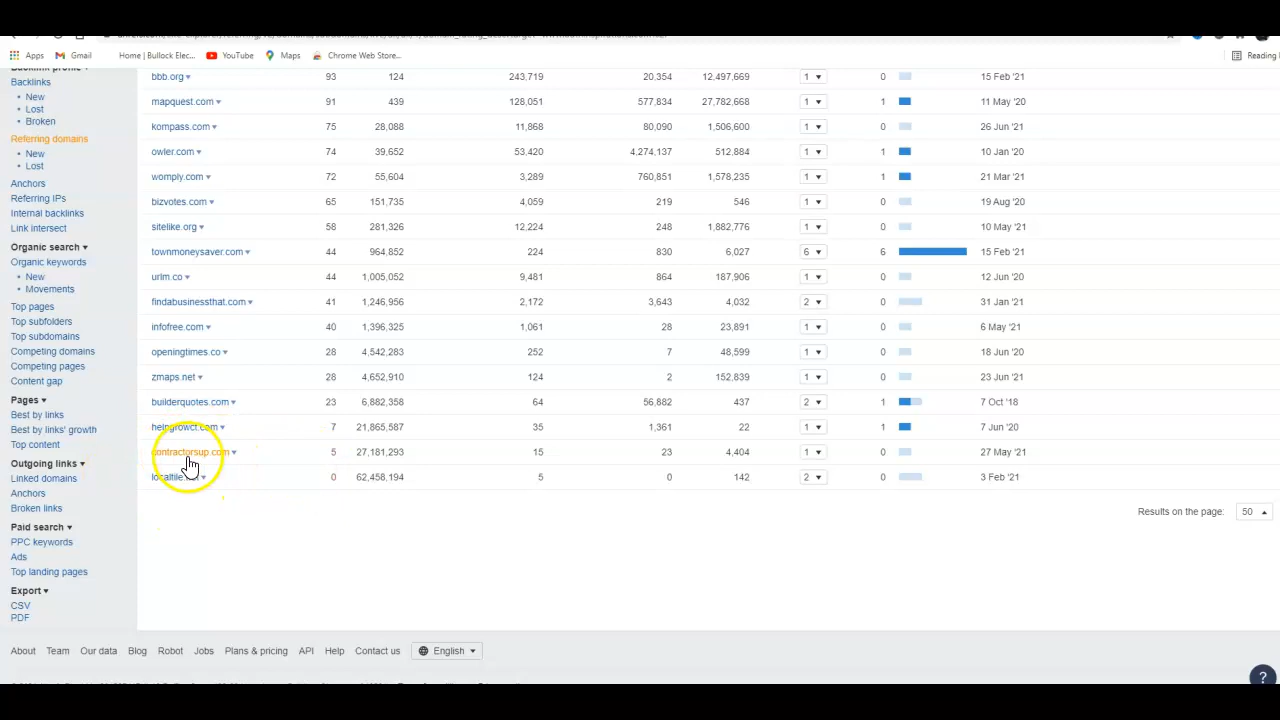 Apps Gmail Home | Bullock Elec... YouTube Maps Chrome Web Store... Reading
Backlink profile
Backlinks
New
Lost
Broken
Referring domains
New
Lost
Anchors
Referring IPs
Internal backlinks
Link intersect
Organic search
Organic keywords
New
Movements
Top pages
Top subfolders
Top subdomains
Competing domains
Competing pages
Content gap
Pages
Best by links
Best by links' growth
Top content
Outgoing links
Linked domains
Anchors
Broken links
Paid search
PPC keywords
Ads
Top landing pages
Export
CSV
PDF
bbb.org 93 124 243,719 20,354 12,497,669 1 0 15 Feb '21
mapquest.com 91 439 128,051 577,834 27,782,668 1 1 11 May '20
kompass.com 75 28,088 11,868 80,090 1,506,600 1 0 26 Jun '21
owler.com 74 39,652 53,420 4,274,137 512,884 1 1 10 Jan '20
womply.com 72 55,604 3,289 760,851 1,578,235 1 1 21 Mar '21
bizvotes.com 65 151,735 4,059 219 546 1 0 19 Aug '20
sitelike.org 58 281,326 12,224 248 1,882,776 1 0 10 May '21
townmoneysaver.com 44 964,852 224 830 6,027 6 6 15 Feb '21
urlm.co 44 1,005,052 9,481 864 187,906 1 0 12 Jun '20
findabusinessthat.com 41 1,246,956 2,172 3,643 4,032 2 0 31 Jan '21
infofree.com 40 1,396,325 1,061 28 23,891 1 0 6 May '21
openingtimes.co 28 4,542,283 252 7 48,599 1 0 18 Jun '20
zmaps.net 28 4,652,910 124 2 152,839 1 0 23 Jun '21
builderquotes.com 23 6,882,358 64 56,882 437 2 1 7 Oct '18
helpgrowct.com 7 21,865,587 35 1,361 22 1 1 7 Jun '20
contractorsup.com 5 27,181,293 15 23 4,404 1 0 27 May '21
0 62,458,194 5 0 142 2 0 3 Feb '21
Results on the page: 50
About Team Our data Blog Robot Jobs Plans & pricing API Help Contact us English
?